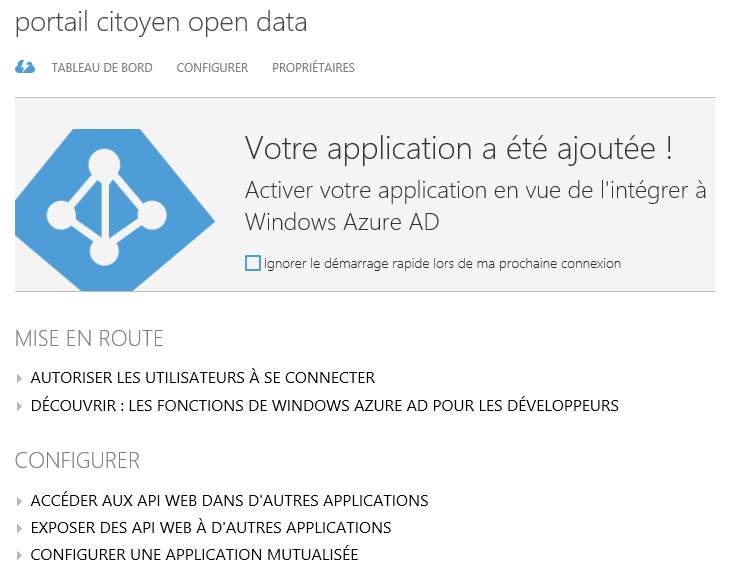 portail citoyen open data
TABLEAU DE BORD CONFIGURER PROPRIÉTAIRES
Votre application a été ajoutée !
Activer votre application en vue de l'intégrer à
Windows Azure AD
Ignorer le démarrage rapide lors de ma prochaine connexion
MISE EN ROUTE
AUTORISER LES UTILISATEURS À SE CONNECTER
DÉCOUVRIR : LES FONCTIONS DE WINDOWS AZURE AD POUR LES DÉVELOPPEURS
CONFIGURER
ACCÉDER AUX API WEB DANS D'AUTRES APPLICATIONS
EXPOSER DES API WEB À D'AUTRES APPLICATIONS
CONFIGURER UNE APPLICATION MUTUALISÉE